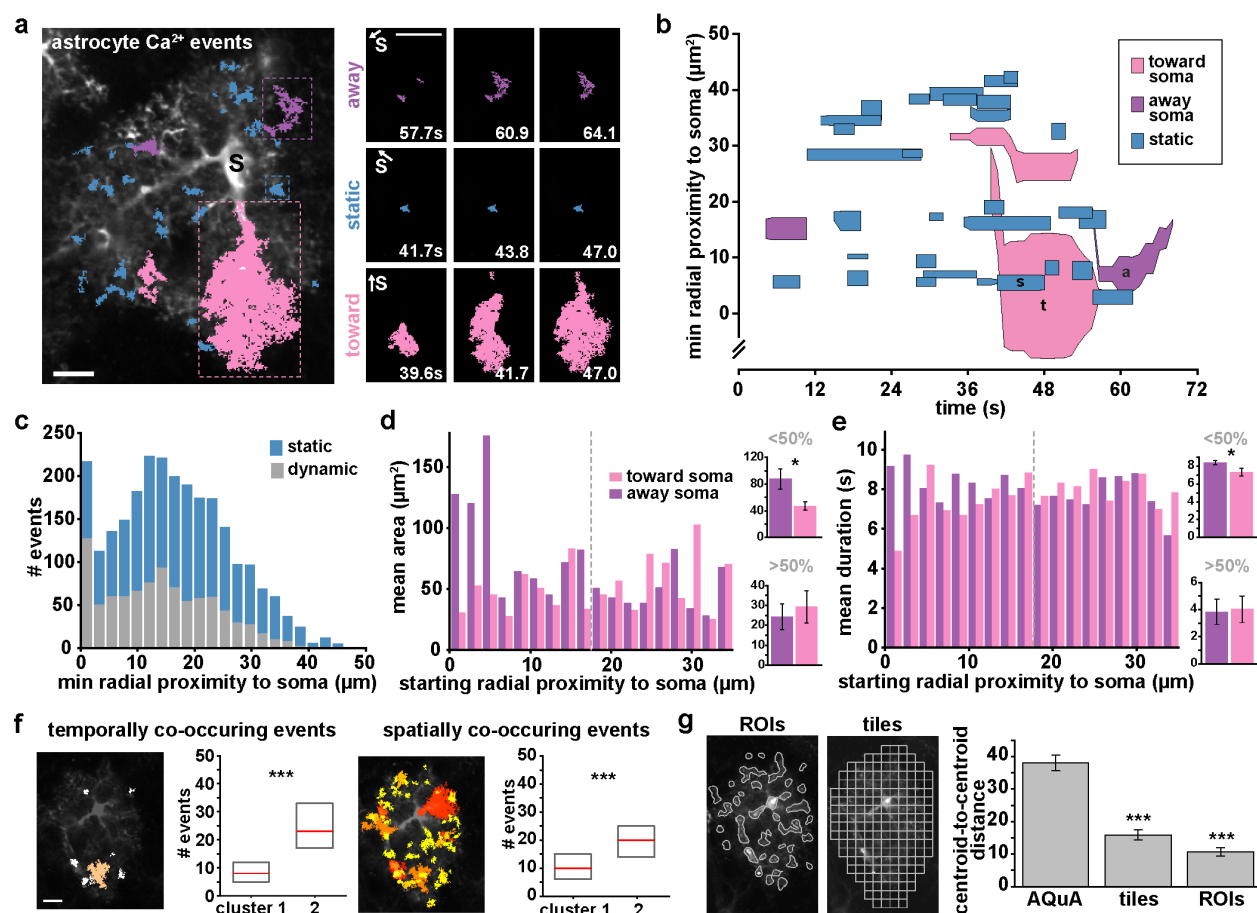 a
astrocyte Ca²⁺ events
S
away
S
57.7s
60.9
64.1
static
S
41.7s
43.8
47.0
toward
S
39.6s
41.7
47.0
b
min radial proximity to soma (µm²)
50
40
30
20
10
0
0
12
24
36
48
60
72
time (s)
toward
soma
away
soma
static
s
t
a
c
# events
250
200
150
100
50
0
0
10
20
30
40
50
min radial proximity to soma (µm)
static
dynamic
d
mean area (µm²)
150
100
50
0
0
10
20
30
starting radial proximity to soma (µm)
toward soma
away soma
<50%
120
80
40
0
*
>50%
40
30
20
10
0
e
mean duration (s)
10
8
6
4
2
0
0
10
20
30
starting radial proximity to soma (µm)
<50%
8
6
4
2
0
*
>50%
6
4
2
0
f
temporally co-occuring events
# events
50
40
30
20
10
0
***
cluster 1
2
spatially co-occuring events
# events
50
40
30
20
10
0
***
cluster 1
2
g
ROIs
tiles
centroid-to-centroid
distance
40
30
20
10
0
***
***
AQuA
tiles
ROIs